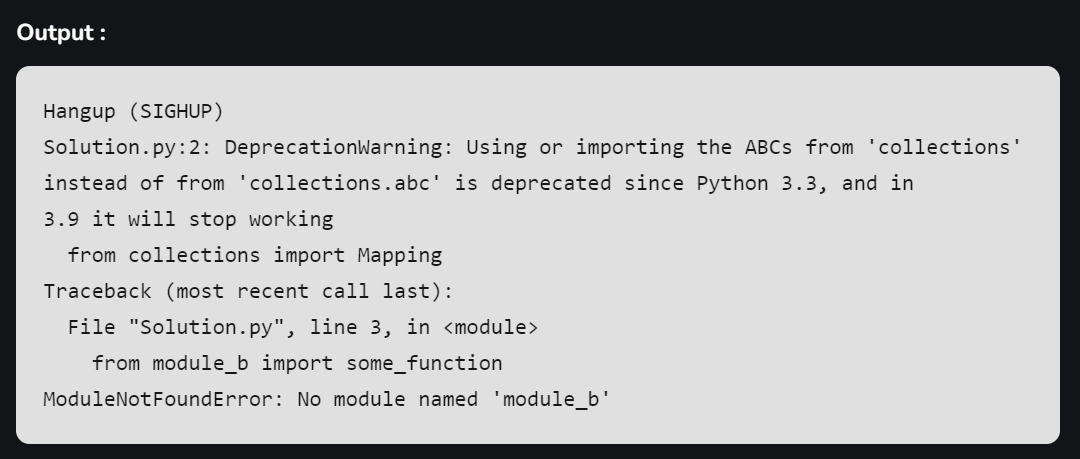 Output :
Hangup (SIGHUP)
Solution.py:2: DeprecationWarning: Using or importing the ABCs from 'collections'
instead of from 'collections.abc' is deprecated since Python 3.3, and in
3.9 it will stop working
  from collections import Mapping
Traceback (most recent call last):
  File "Solution.py", line 3, in <module>
    from module_b import some_function
ModuleNotFoundError: No module named 'module_b'